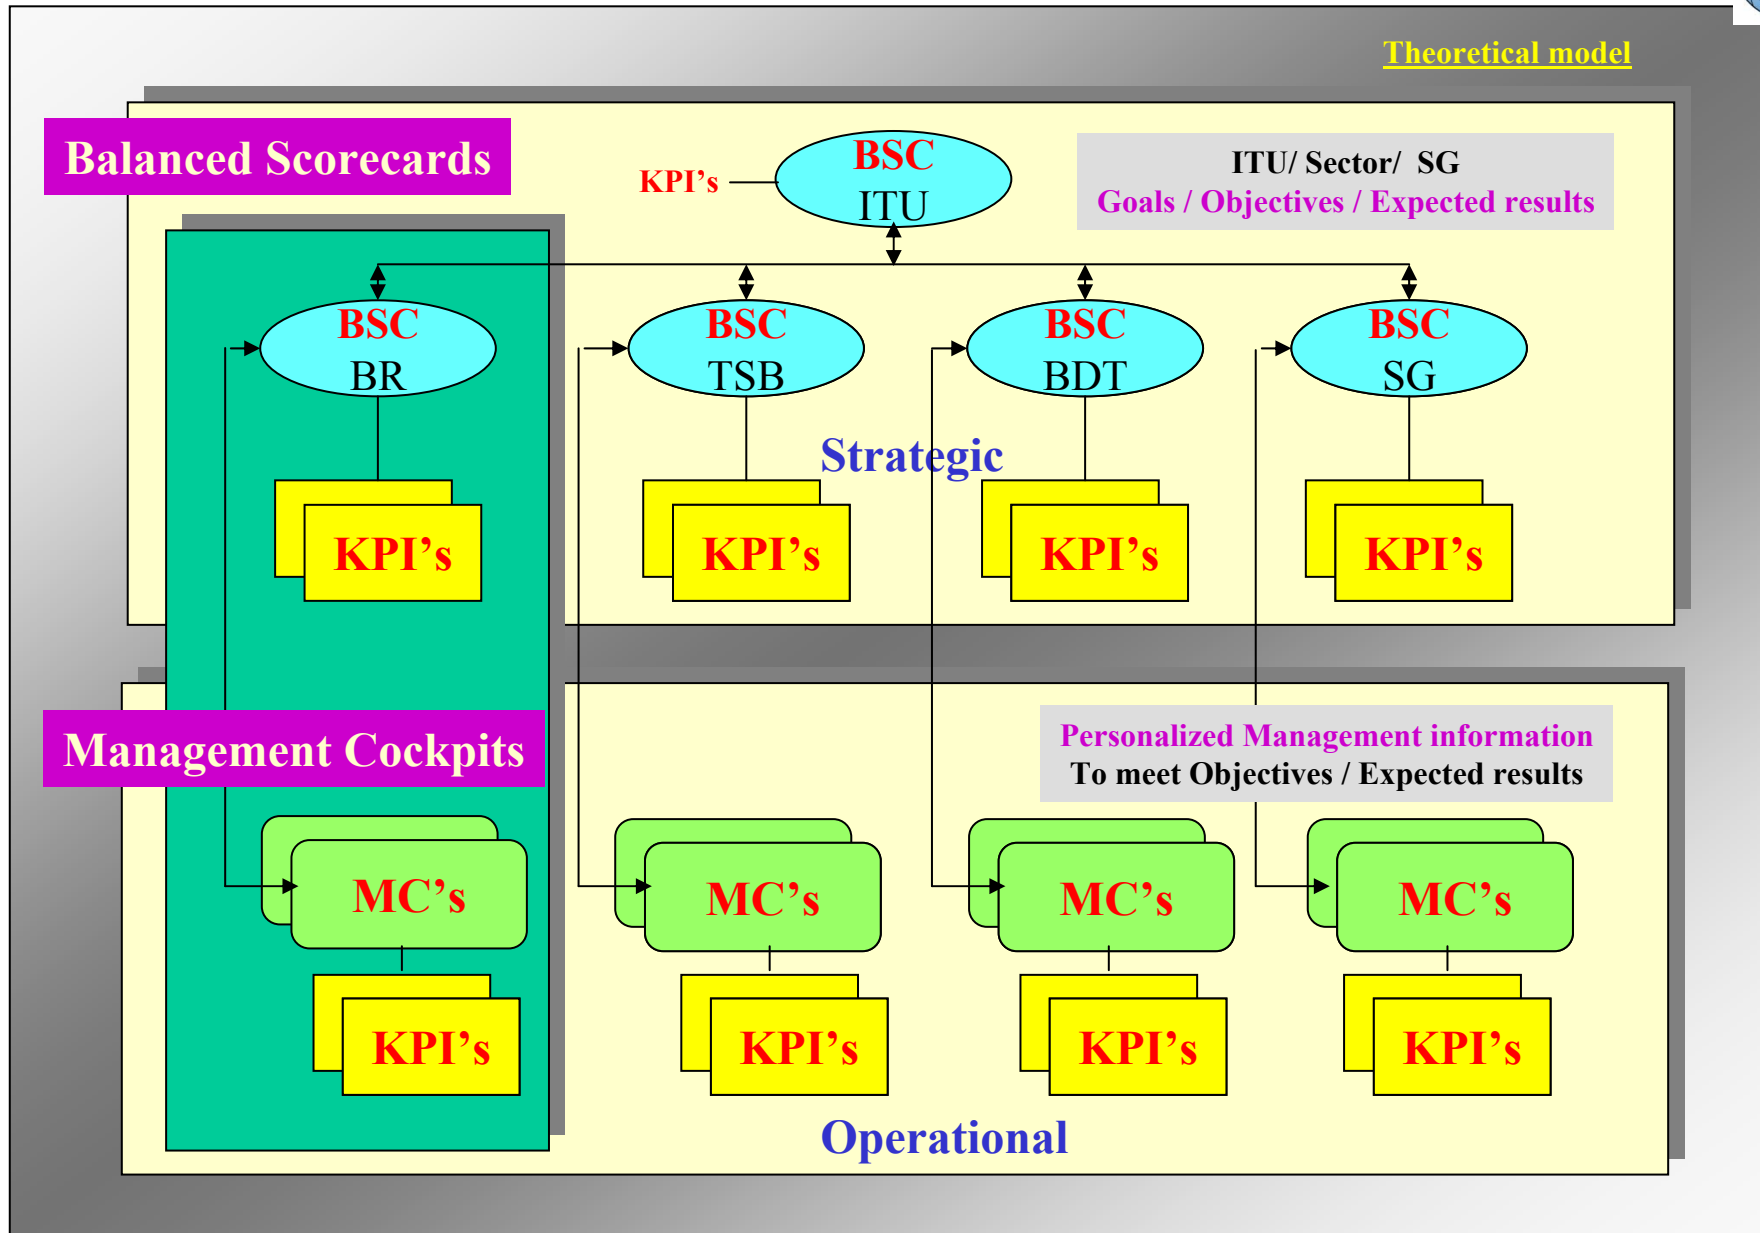 Theoretical model
Balanced Scorecards
KPI’s
BSC
ITU
ITU/ Sector/ SG
Goals / Objectives / Expected results
BSC
BR
BSC
TSB
BSC
BDT
BSC
SG
Strategic
KPI’s
KPI’s
KPI’s
KPI’s
Management Cockpits
Personalized Management information
To meet Objectives / Expected results
MC’s
MC’s
MC’s
MC’s
KPI’s
KPI’s
KPI’s
KPI’s
Operational